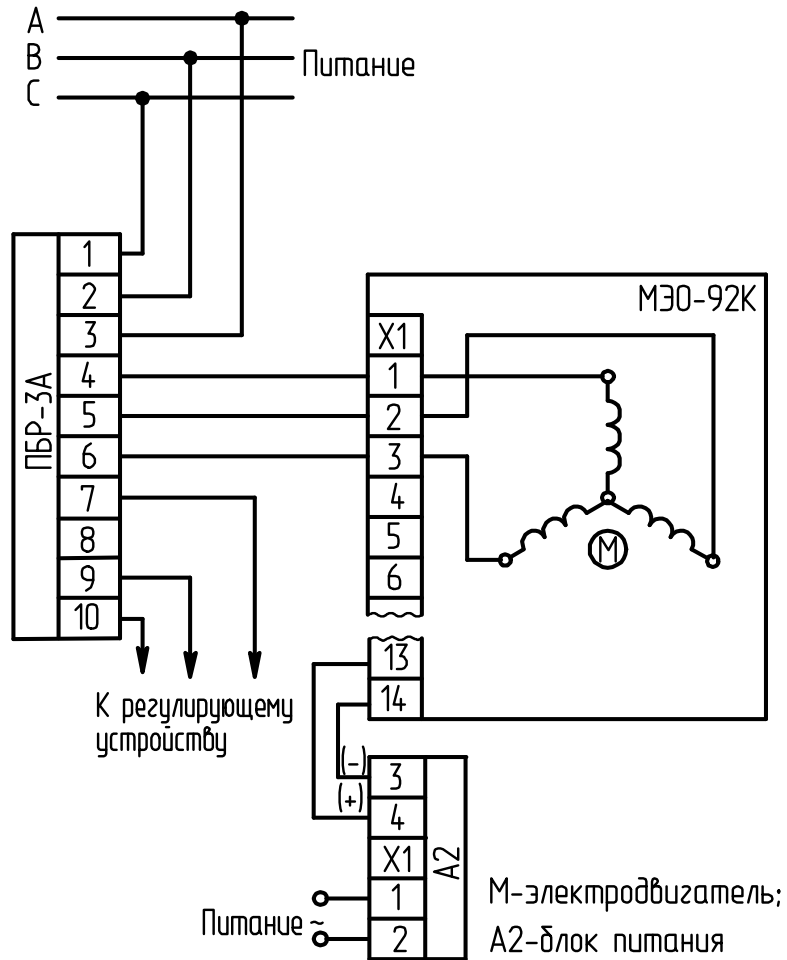 А
В
С
Питание
ПБР-3А
1
2
3
4
5
6
7
8
9
10
К регулирующему
устройству
МЭО-92К
X1
1
2
3
4
5
6
13
14
М
(-)
(+)
3
4
X1
1
2
А2
Питание ~
М-электродвигатель;
А2-блок питания